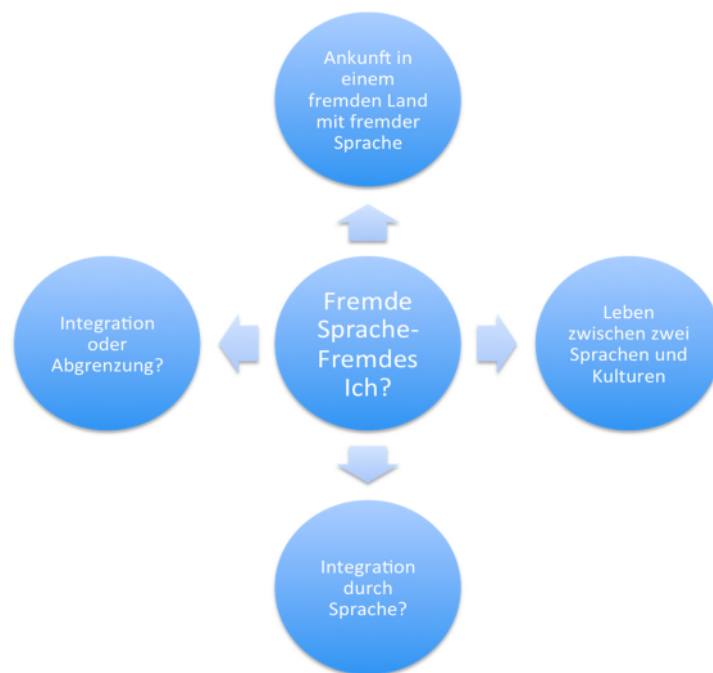 Ankunft in
einem
fremden Land
mit fremder
Sprache
Integration
oder
Abgrenzung?
Fremde
Sprache-
Fremdes
Ich?
Leben
zwischen zwei
Sprachen und
Kulturen
Integration
durch
Sprache?